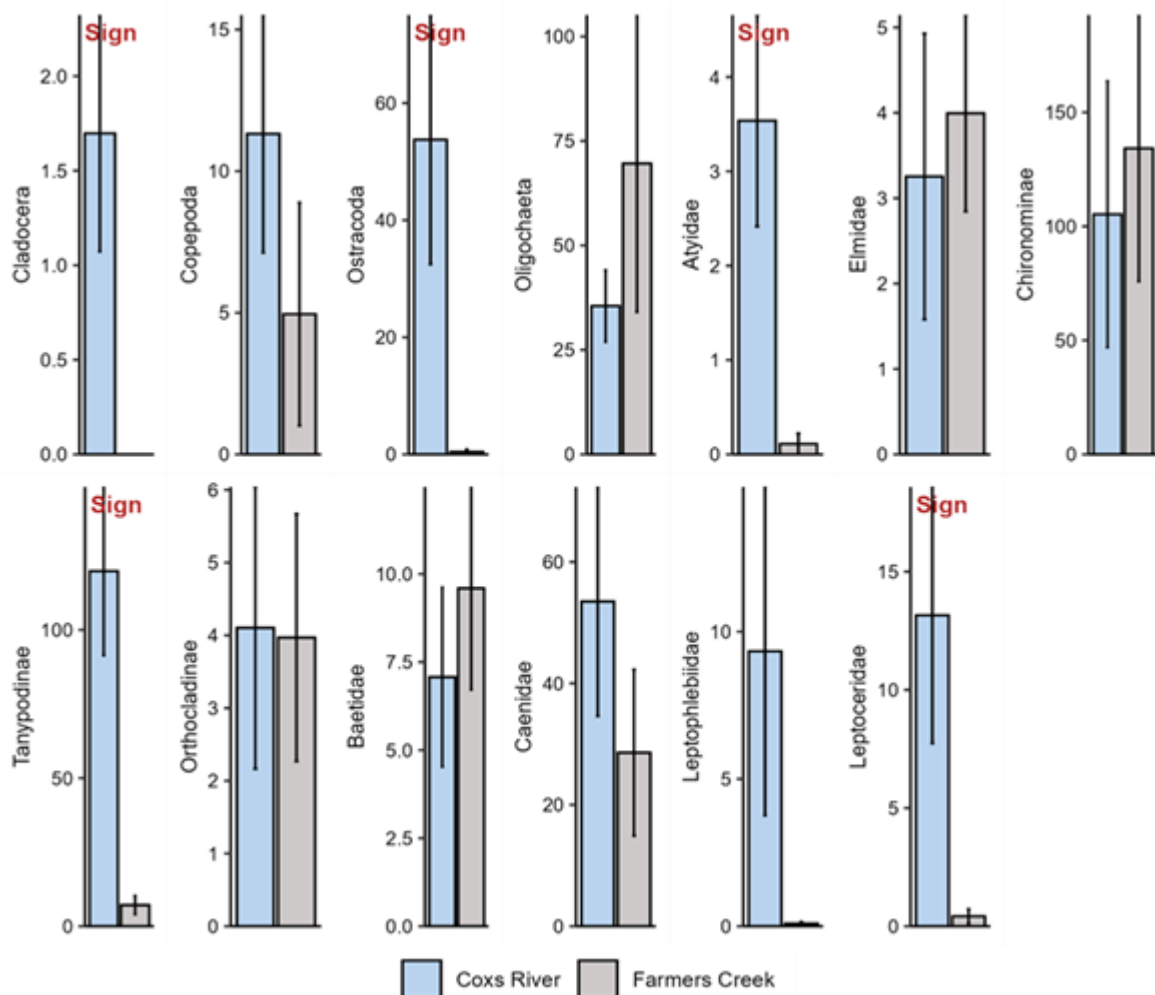 Cladocera
2.0
1.5
1.0
0.5
0.0
Sign
Copepoda
15
10
5
0
Ostracoda
60
40
20
0
Sign
Oligochaeta
100
75
50
25
0
Atyidae
4
3
2
1
0
Sign
Elmidae
5
4
3
2
1
0
Chironominae
150
100
50
0
Tanypodinae
100
50
0
Sign
Orthocladinae
6
5
4
3
2
1
0
Baetidae
10.0
7.5
5.0
2.5
0.0
Caenidae
60
40
20
0
Leptophlebiidae
10
5
0
Leptoceridae
15
10
5
0
Sign
Coxs River
Farmers Creek